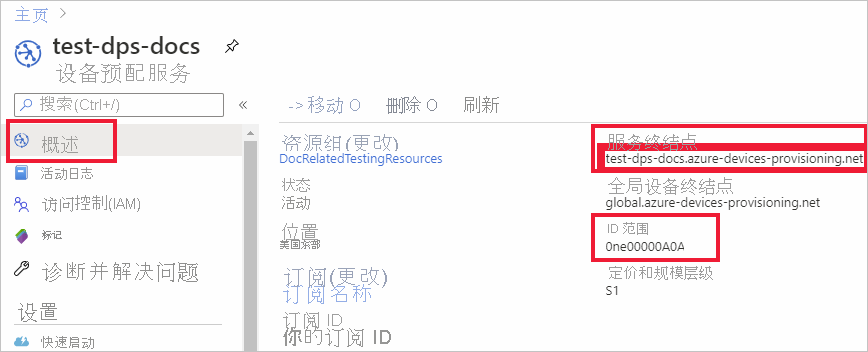 主页
test-dps-docs
设备预配服务
搜索(Ctrl+/)
«
概述
活动日志
访问控制(IAM)
标记
诊断并解决问题
设置
快速启动
-> 移动 O 删除 O 刷新
资源组(更改)
DocRelatedTestingResources
状态
活动
位置
美国东部
订阅(更改)
订阅名称
订阅 ID
你的订阅 ID
服务终结点
test-dps-docs.azure-devices-provisioning.net
全局设备终结点
global.azure-devices-provisioning.net
ID 范围
0ne00000A0A
定价和规模层级
S1